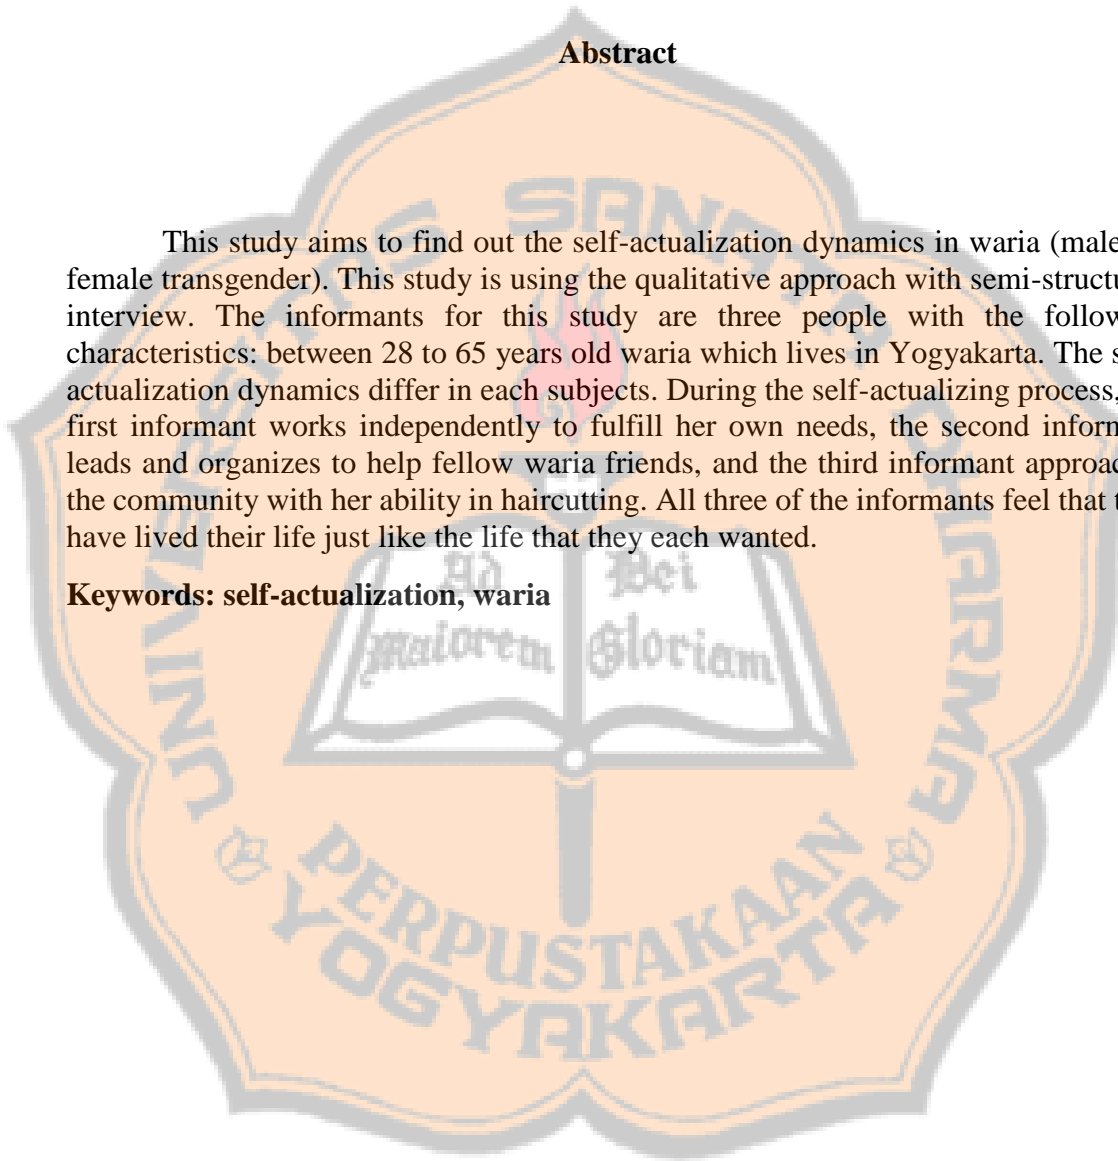 Abstract
This study aims to find out the self-actualization dynamics in waria (male
female transgender). This study is using the qualitative approach with semi-structu
interview. The informants for this study are three people with the follow
characteristics: between 28 to 65 years old waria which lives in Yogyakarta. The s
actualization dynamics differ in each subjects. During the self-actualizing process,
first informant works independently to fulfill her own needs, the second inform
leads and organizes to help fellow waria friends, and the third informant approac
the community with her ability in haircutting. All three of the informants feel that t
have lived their life just like the life that they each wanted.
Keywords: self-actualization, waria
UNIVERSITAS SANATA DHARMA
Ad Dei
maiorem Gloriam
PERPUSTAKAAN
YOGYAKARTA